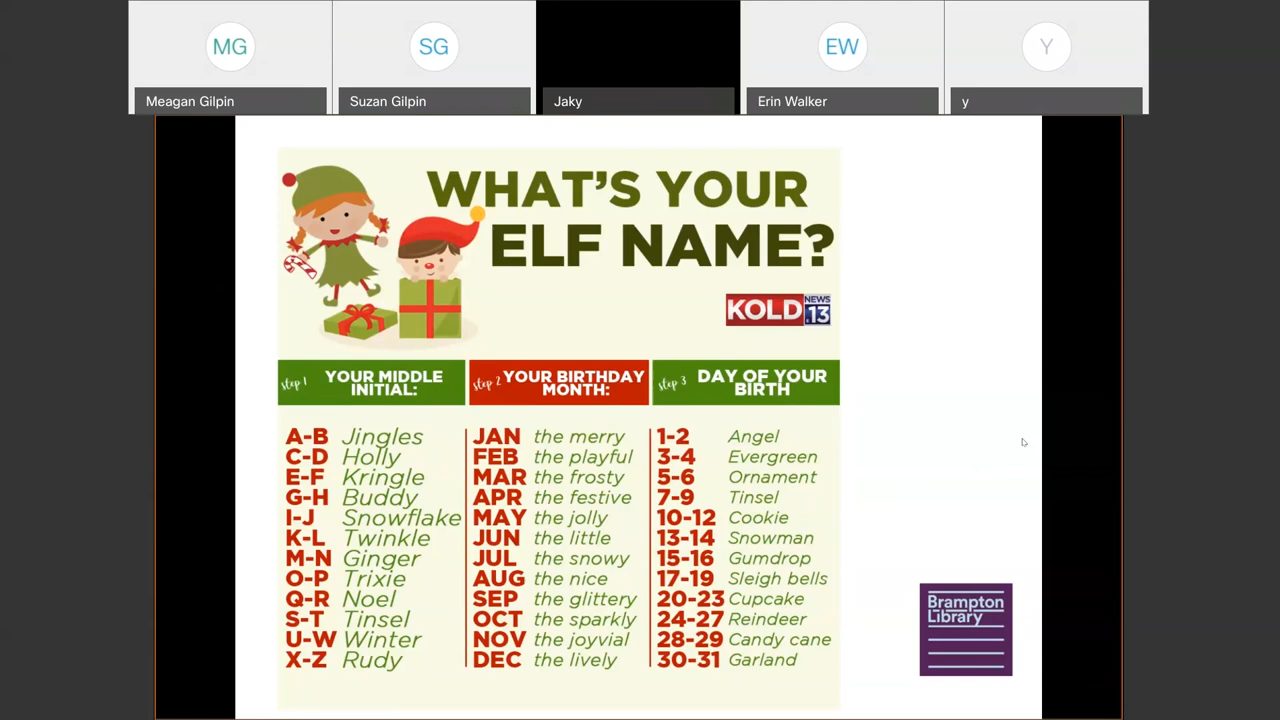 MG
SG
EW
Y
Meagan Gilpin
Suzan Gilpin
Jaky
Erin Walker
y
WHAT'S YOUR
ELF NAME?
KOLD NEWS 13
step 1 YOUR MIDDLE INITIAL:
step 2 YOUR BIRTHDAY MONTH:
step 3 DAY OF YOUR BIRTH
A-B Jingles JAN the merry 1-2 Angel
C-D Holly FEB the playful 3-4 Evergreen
E-F Kringle MAR the frosty 5-6 Ornament
G-H Buddy APR the festive 7-9 Tinsel
I-J Snowflake MAY the jolly 10-12 Cookie
K-L Twinkle JUN the little 13-14 Snowman
M-N Ginger JUL the snowy 15-16 Gumdrop
O-P Trixie AUG the nice 17-19 Sleigh bells
Q-R Noel SEP the glittery 20-23 Cupcake
S-T Tinsel OCT the sparkly 24-27 Reindeer
U-W Winter NOV the joyvial 28-29 Candy cane
X-Z Rudy DEC the lively 30-31 Garland
Brampton
Library